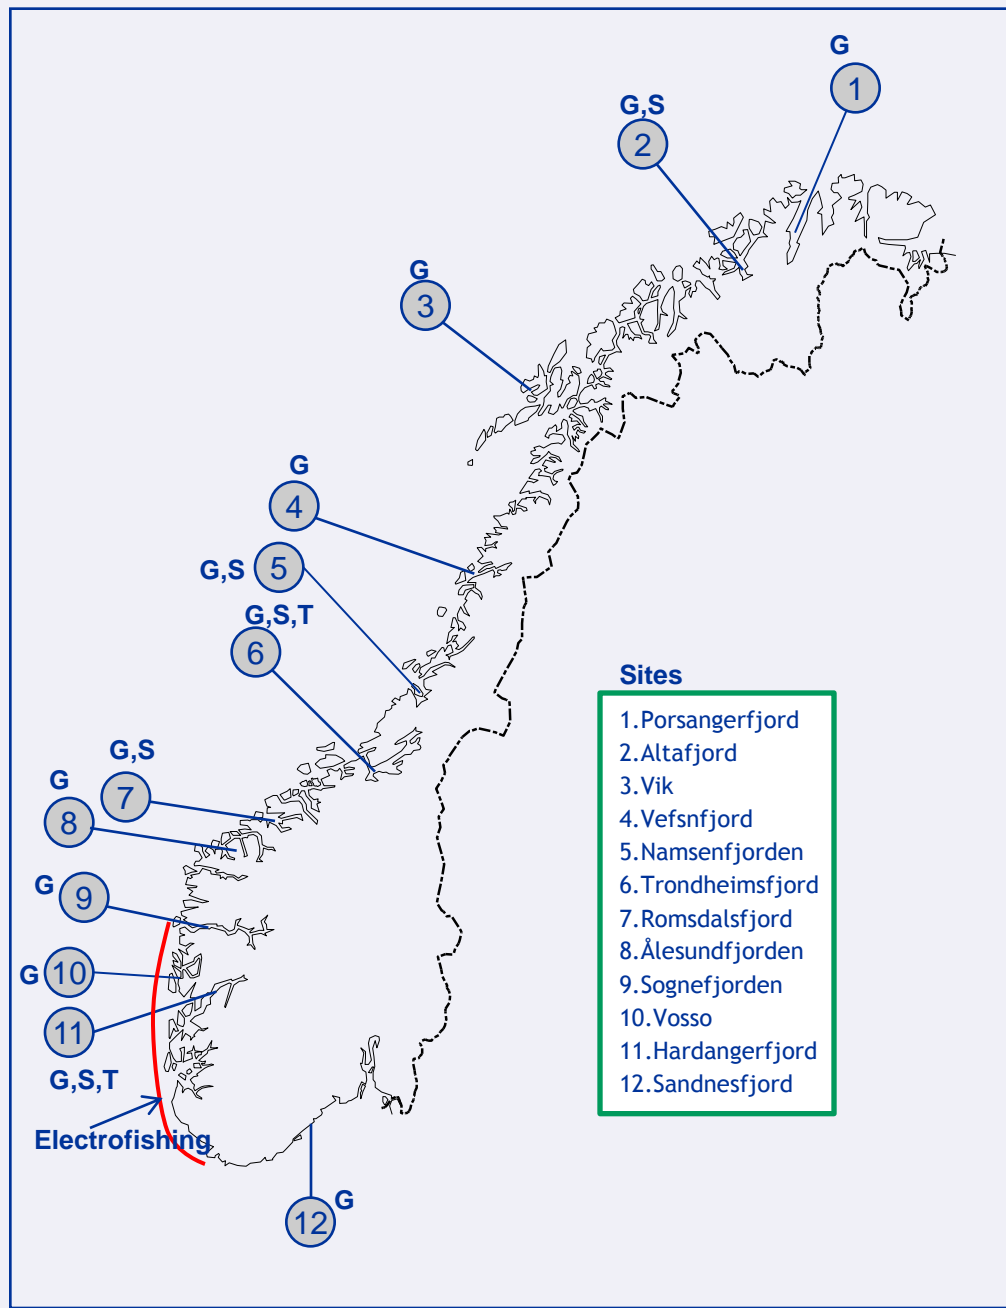 G
1
G,S
2
G
3
G
4
G,S
5
G,S,T
6
G,S
7
G
8
G
9
G
10
11
G,S,T
Electrofishing
G
12
Sites
1.Porsangerfjord
2.Altafjord
3.Vik
4.Vefsnfjord
5.Namsenfjorden
6.Trondheimsfjord
7.Romsdalsfjord
8.Ålesundfjorden
9.Sognefjorden
10.Vosso
11.Hardangerfjord
12.Sandnesfjord